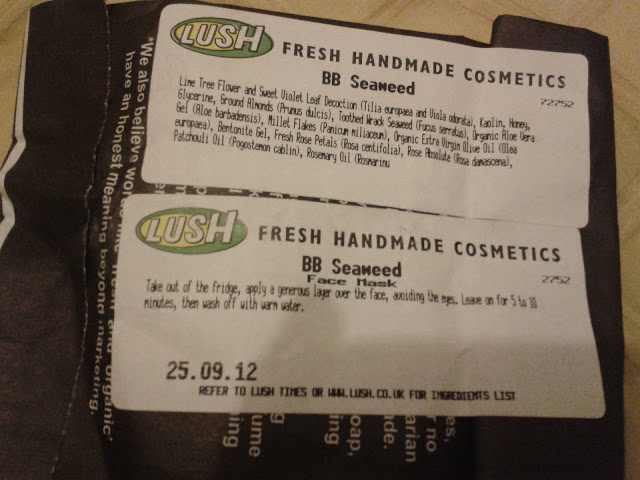 LUSH
FRESH HANDMADE COSMETICS
BB Seaweed
72752
Lime Tree Flower and Sweet Violet Leaf Decoction (Tilia europaea and Viola odorata), Kaolin, Honey,
Glycerine, Ground Almonds (Prunus dulcis), Toothed Wrack Seaweed (Fucus serratus), Organic Aloe Vera
Gel (Aloe barbadensis), Millet Flakes (Panicum miliaceum), Organic Extra Virgin Olive Oil (Olea
europaea), Bentonite Gel, Fresh Rose Petals (Rosa centifolia), Rose Absolute (Rosa damascena),
Patchouli Oil (Pogostemon cablin), Rosemary Oil (Rosmarinu
LUSH
FRESH HANDMADE COSMETICS
BB Seaweed
Face Mask
2752
Take out of the fridge, apply a generous layer over the face, avoiding the eyes. Leave on for 5 to 10
minutes, then wash off with warm water.
25.09.12
REFER TO LUSH TIMES OR WWW.LUSH.CO.UK FOR INGREDIENTS LIST
*We also believe words like 'fresh' and 'organic'
have an honest meaning beyond marketing.